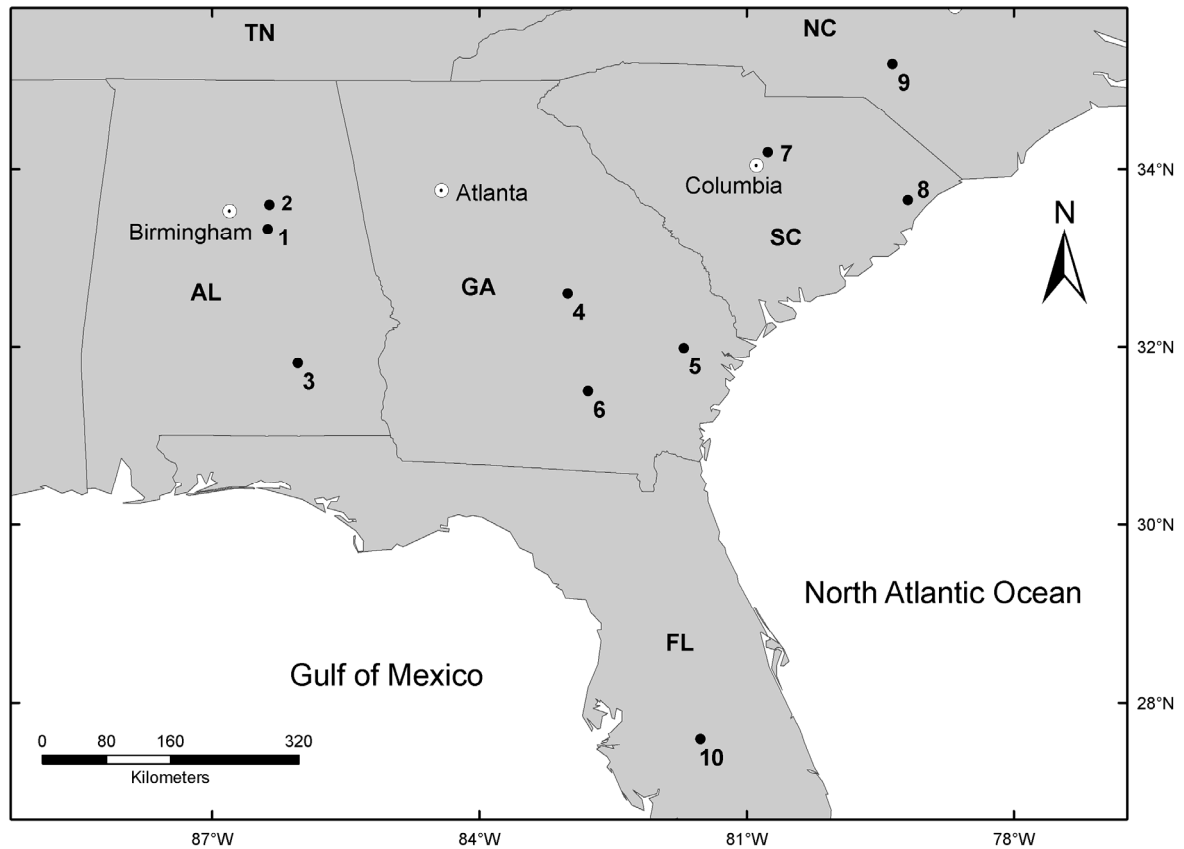 TN
NC
9
34°N
7
Atlanta
Columbia
8
2
Birmingham
1
SC
N
AL
GA
4
32°N
5
3
6
30°N
North Atlantic Ocean
FL
Gulf of Mexico
28°N
0 80 160 320
Kilometers
10
87°W 84°W 81°W 78°W